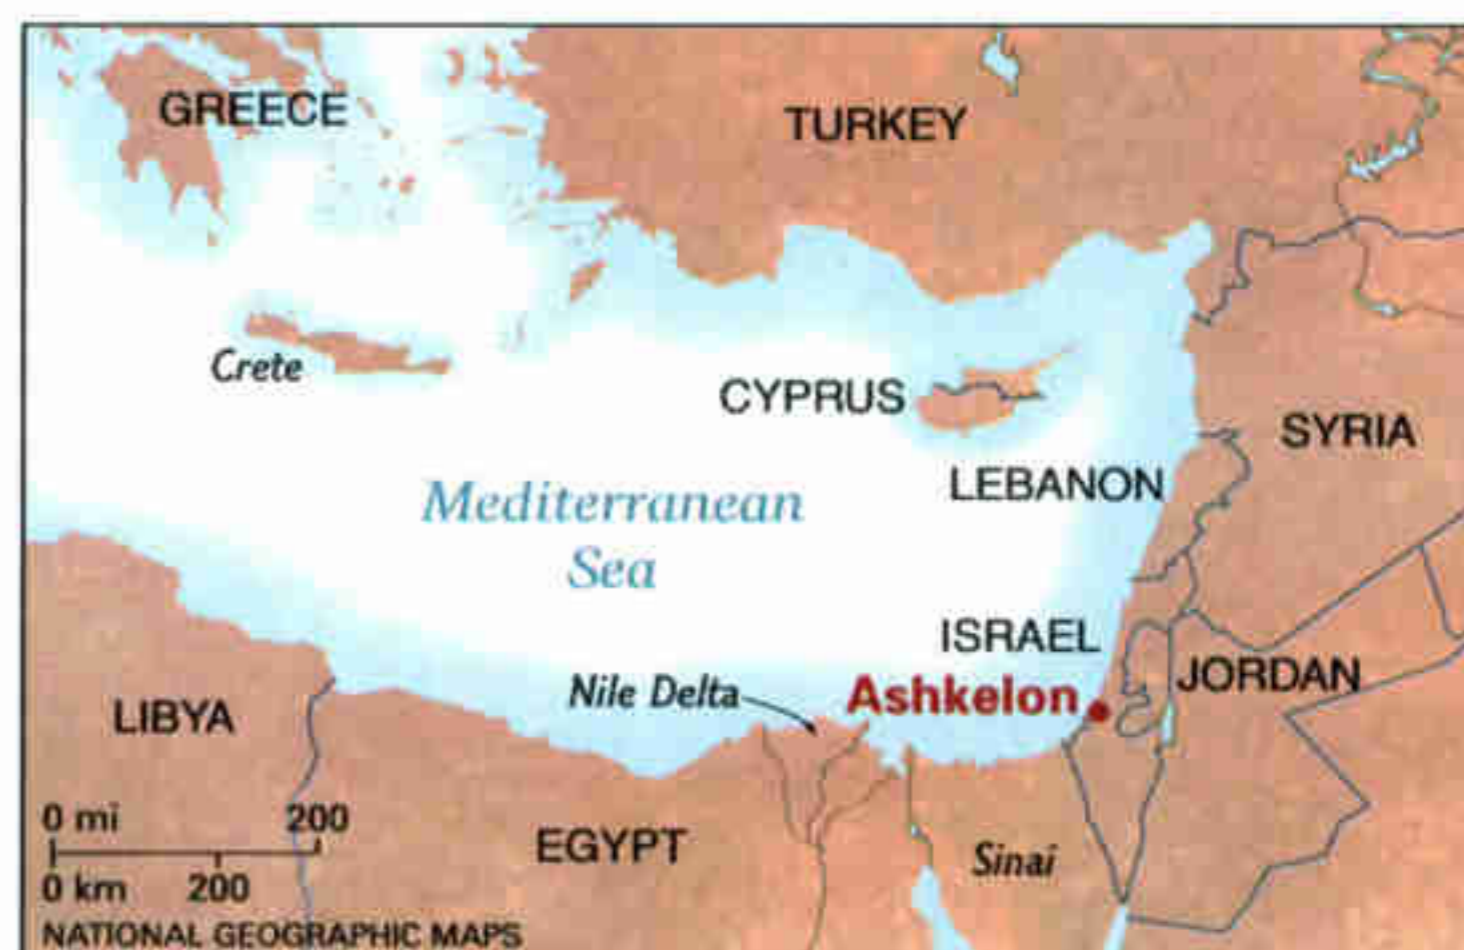 GREECE
TURKEY
Crete
CYPRUS
SYRIA
LEBANON
Mediterranean
Sea
ISRAEL
JORDAN
Nile Delta
Ashkelon
LIBYA
0 mi 200
EGYPT
Sinai
0 km 200
NATIONAL GEOGRAPHIC MAPS